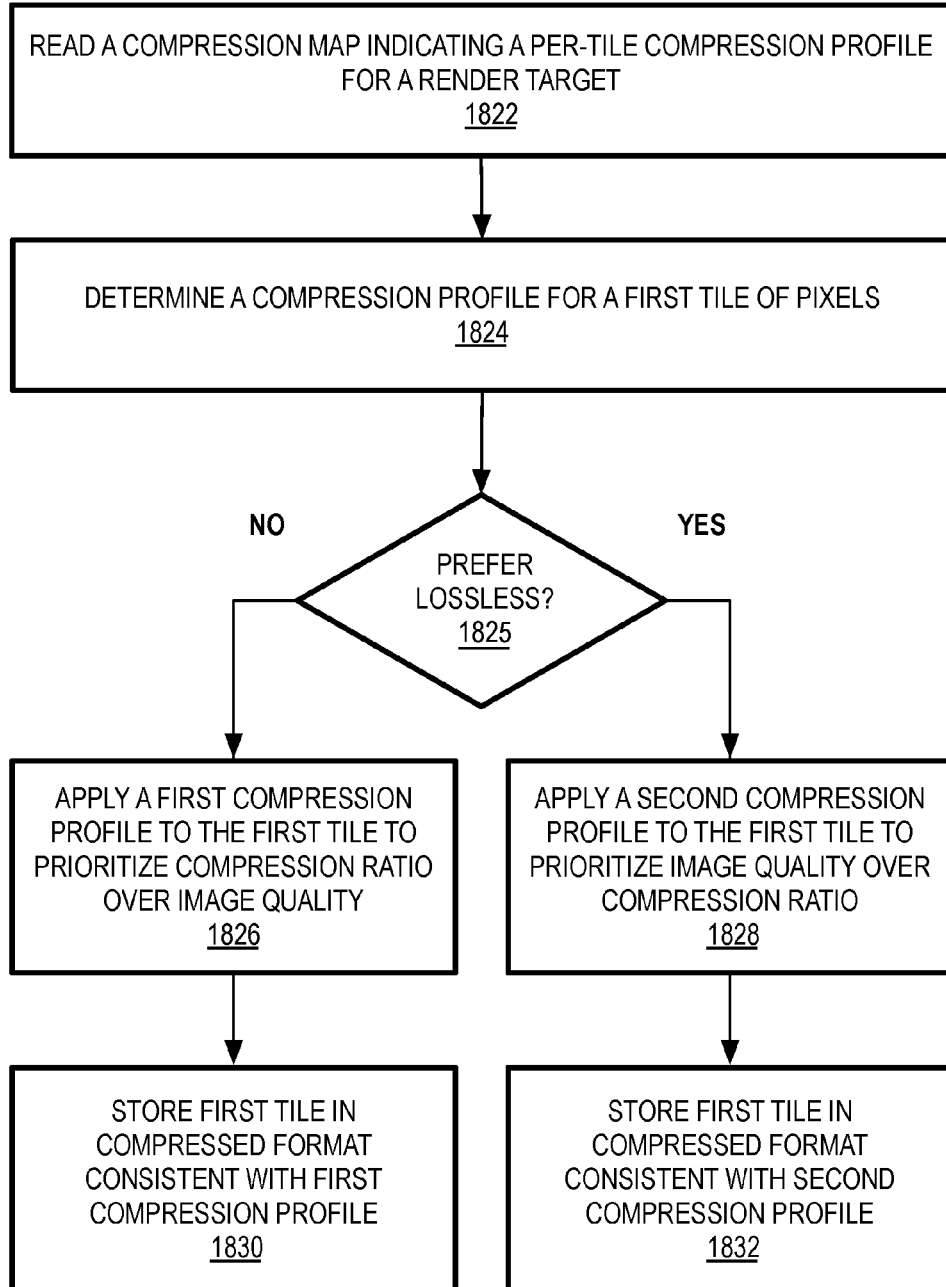 READ A COMPRESSION MAP INDICATING A PER-TILE COMPRESSION PROFILE
FOR A RENDER TARGET
1822
DETERMINE A COMPRESSION PROFILE FOR A FIRST TILE OF PIXELS
1824
NO
YES
PREFER
LOSSLESS?
1825
APPLY A FIRST COMPRESSION
PROFILE TO THE FIRST TILE TO
PRIORITIZE COMPRESSION RATIO
OVER IMAGE QUALITY
1826
APPLY A SECOND COMPRESSION
PROFILE TO THE FIRST TILE TO
PRIORITIZE IMAGE QUALITY OVER
COMPRESSION RATIO
1828
STORE FIRST TILE IN
COMPRESSED FORMAT
CONSISTENT WITH FIRST
COMPRESSION PROFILE
1830
STORE FIRST TILE IN
COMPRESSED FORMAT
CONSISTENT WITH SECOND
COMPRESSION PROFILE
1832